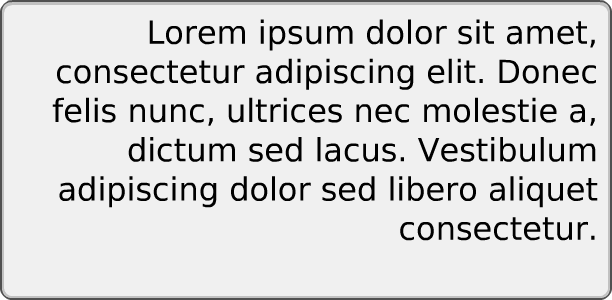 Lorem ipsum dolor sit amet,
consectetur adipiscing elit. Donec
felis nunc, ultrices nec molestie a,
dictum sed lacus. Vestibulum
adipiscing dolor sed libero aliquet
consectetur.